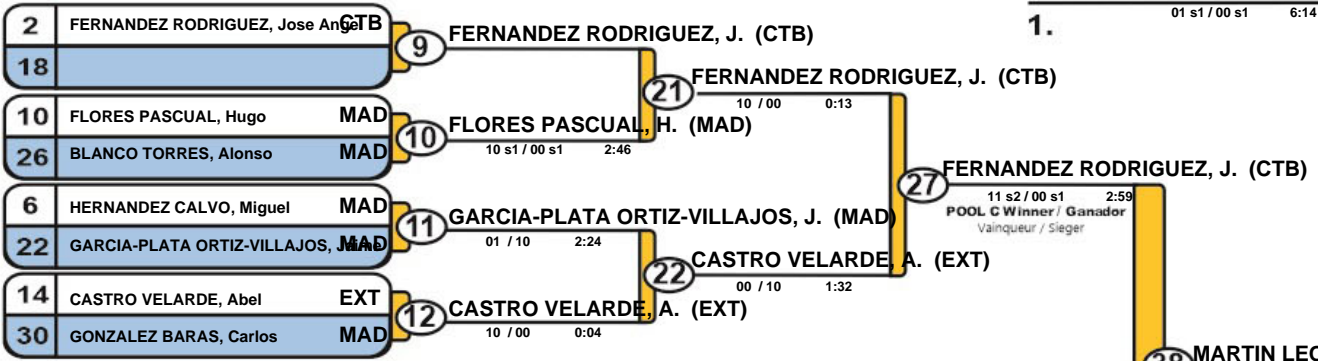 01 s1 / 00 s1 6:14
1.
2 FERNANDEZ RODRIGUEZ, Jose Angel CTB
18
9 FERNANDEZ RODRIGUEZ, J. (CTB)
21 FERNANDEZ RODRIGUEZ, J. (CTB)
10 / 00 0:13
10 FLORES PASCUAL, Hugo MAD
26 BLANCO TORRES, Alonso MAD
10 FLORES PASCUAL, H. (MAD)
10 s1 / 00 s1 2:46
27 FERNANDEZ RODRIGUEZ, J. (CTB)
11 s2 / 00 s1 2:59
POOL C Winner / Ganador
Vainqueur / Sieger
6 HERNANDEZ CALVO, Miguel MAD
22 GARCIA-PLATA ORTIZ-VILLAJOS, MAD
11 GARCIA-PLATA ORTIZ-VILLAJOS, J. (MAD)
01 / 10 2:24
22 CASTRO VELARDE, A. (EXT)
00 / 10 1:32
14 CASTRO VELARDE, Abel EXT
30 GONZALEZ BARAS, Carlos MAD
12 CASTRO VELARDE, A. (EXT)
10 / 00 0:04
MARTIN